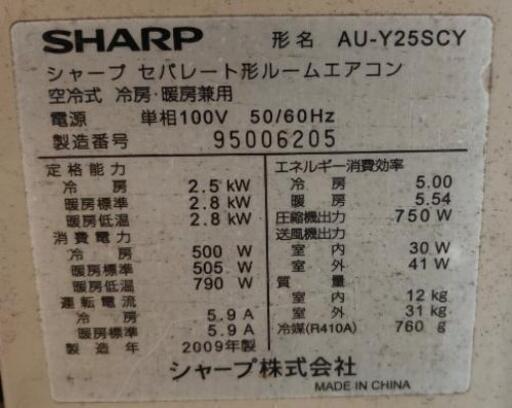 SHARP 形名 AU-Y25SCY
シャープ セパレート形ルームエアコン
空冷式 冷房・暖房兼用
電源 単相100V 50/60Hz
製造番号 95006205
定格能力
冷房 2.5 kW
暖房標準 2.8 kW
暖房低温 2.8 kW
消費電力
冷房 500 W
暖房標準 505 W
暖房低温 790 W
運転電流
冷房 5.9 A
暖房標準 5.9 A
製造年 2009年製
エネルギー消費効率
冷房 5.00
暖房 5.54
圧縮機出力 750 W
送風機出力
室内 30 W
室外 41 W
質量
室内 12 kg
室外 31 kg
冷媒(R410A) 760 g
シャープ株式会社
MADE IN CHINA